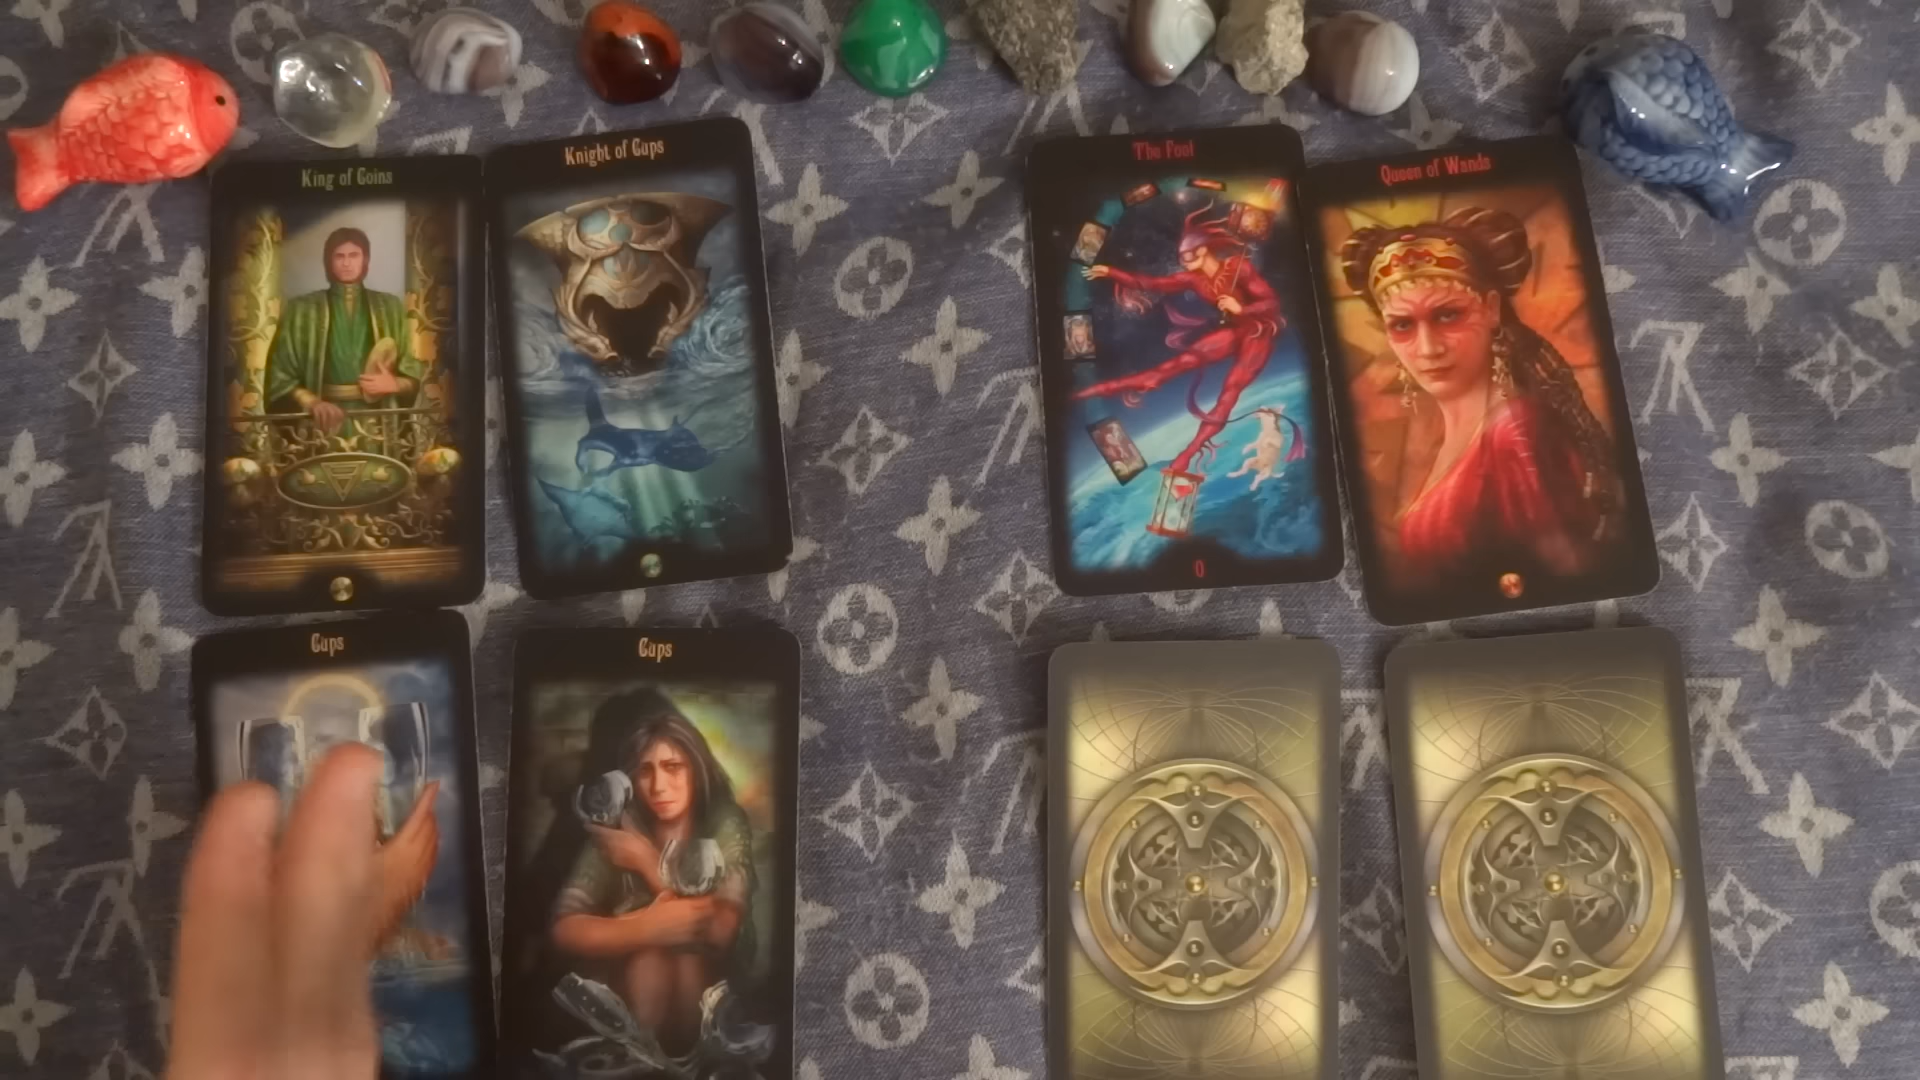 King of Coins
Knight of Cups
The Fool
Queen of Wands
0
Cups
Cups